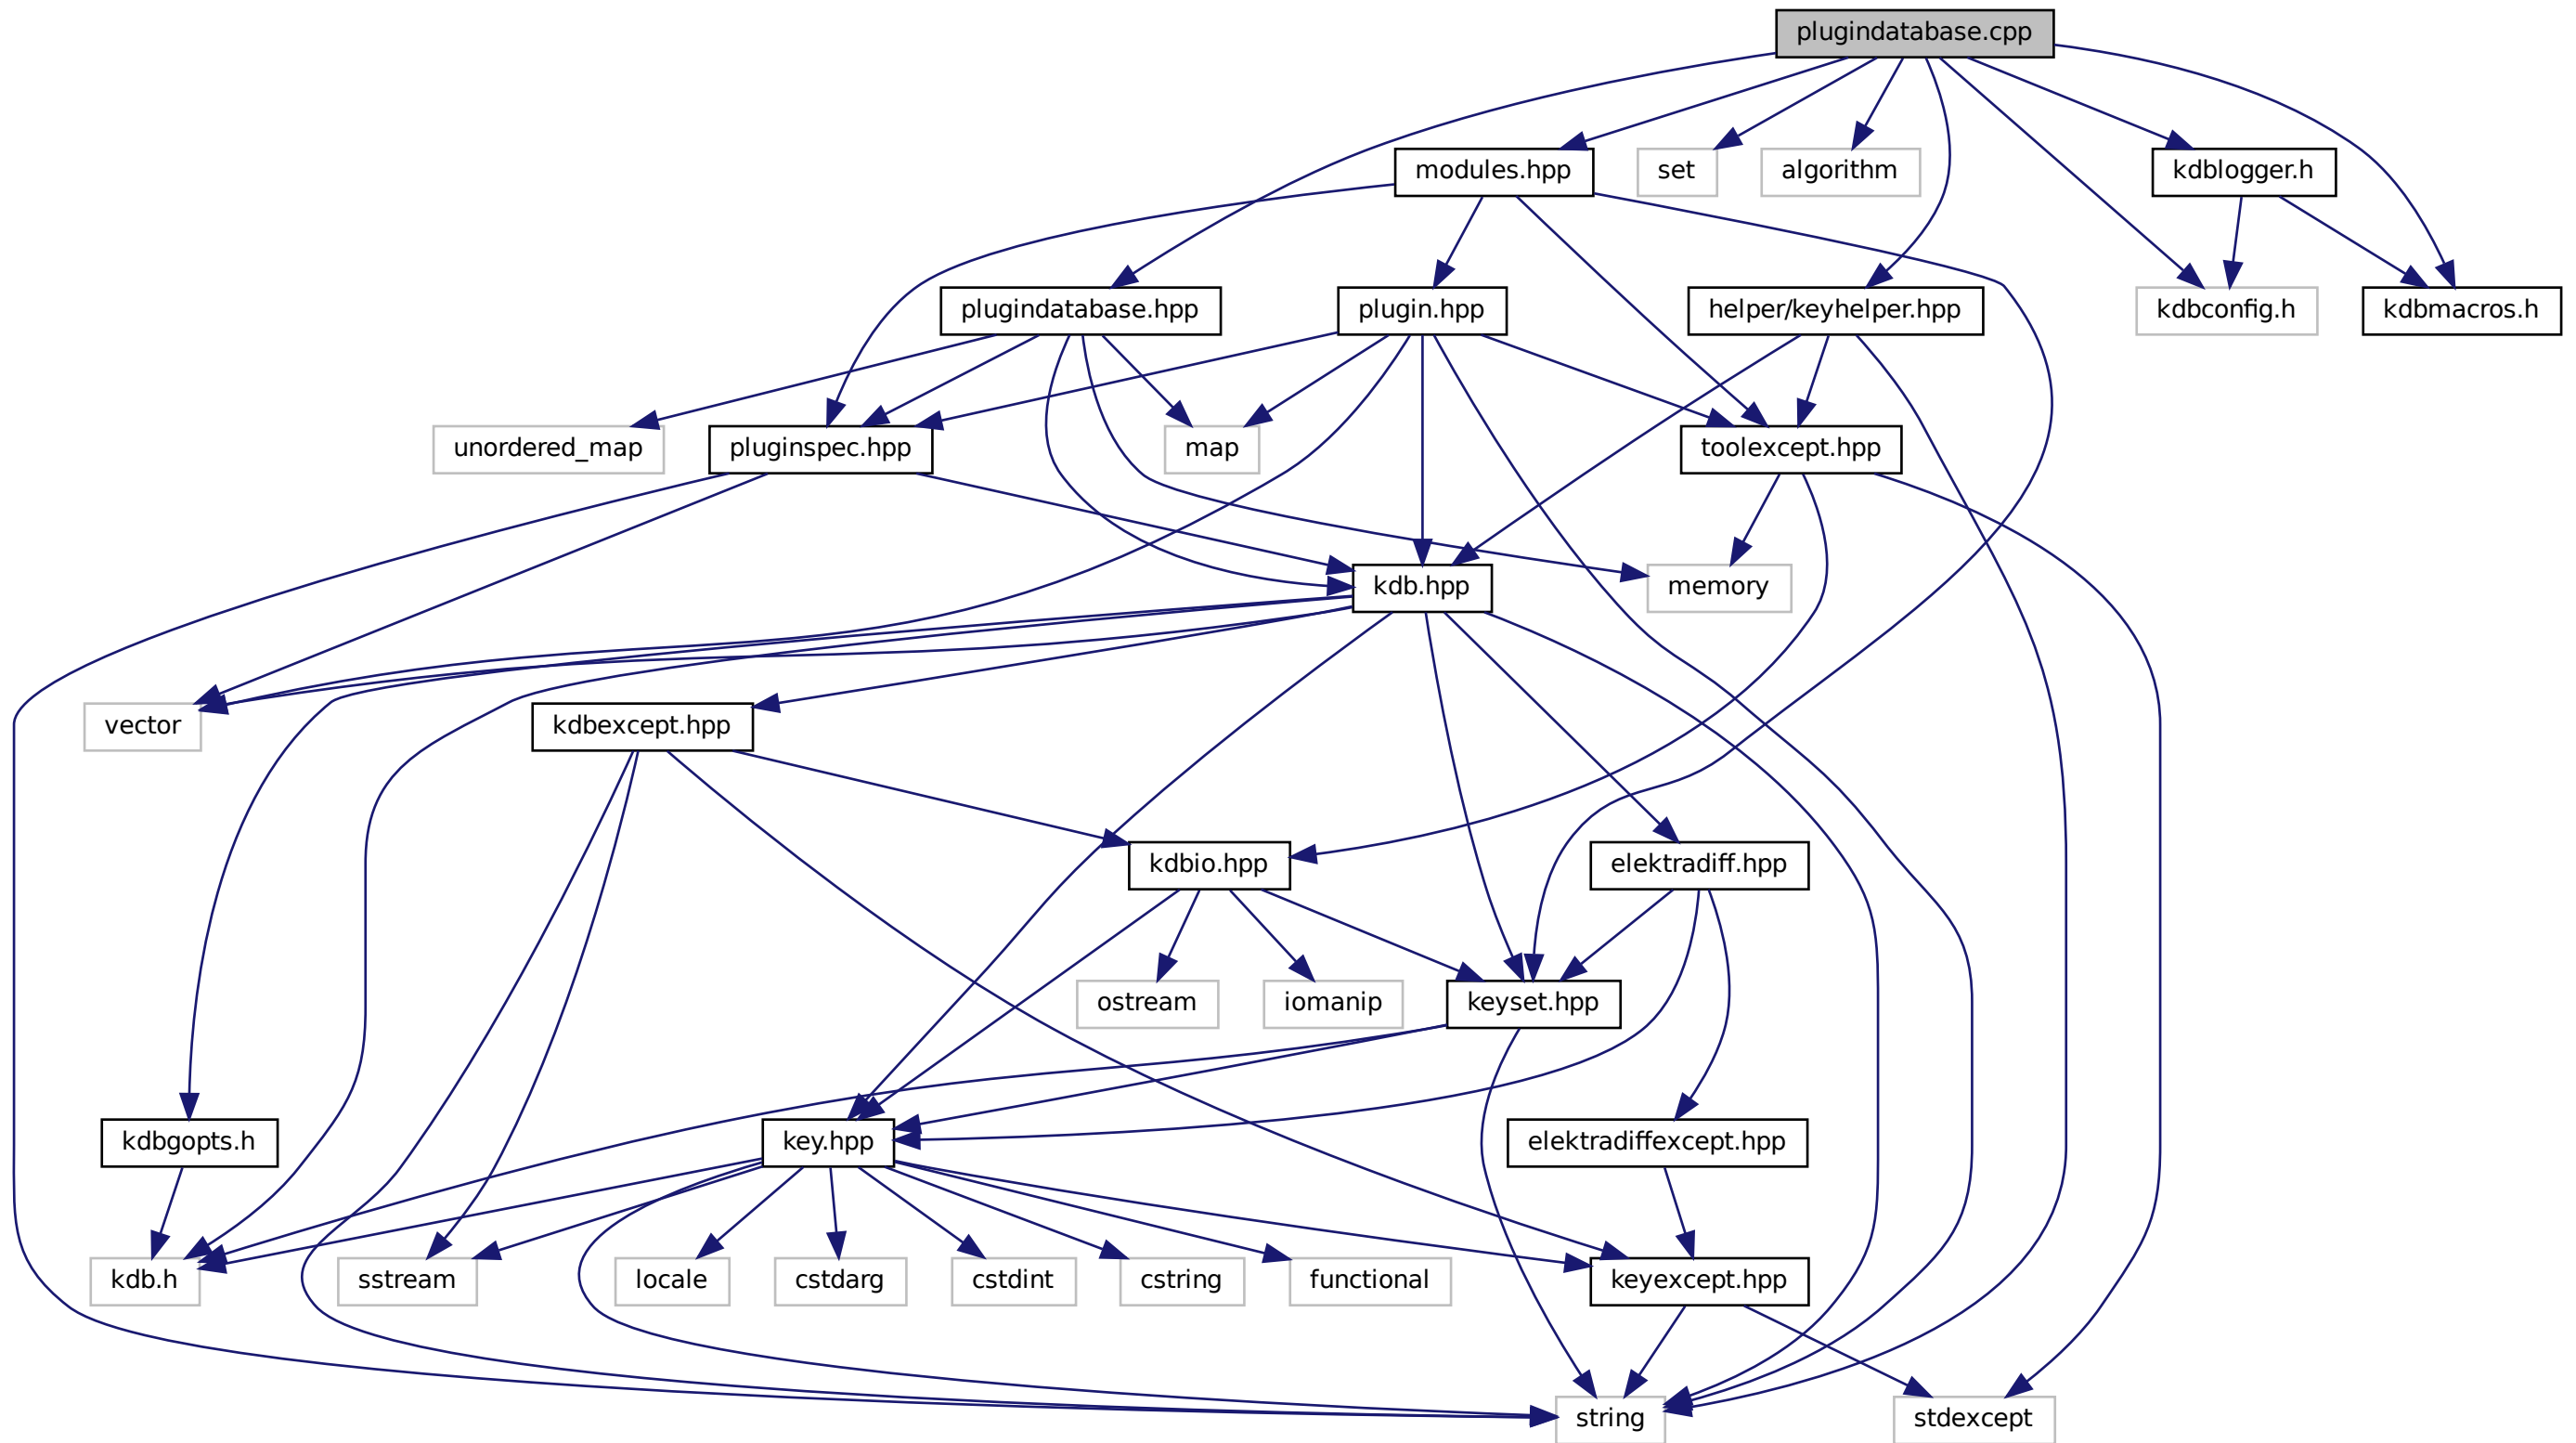 plugindatabase.cpp
modules.hpp
set
algorithm
kdblogger.h
plugindatabase.hpp
plugin.hpp
helper/keyhelper.hpp
kdbconfig.h
kdbmacros.h
unordered_map
pluginspec.hpp
map
toolexcept.hpp
kdb.hpp
memory
vector
kdbexcept.hpp
kdbio.hpp
elektradiff.hpp
ostream
iomanip
keyset.hpp
kdbgopts.h
key.hpp
elektradiffexcept.hpp
kdb.h
sstream
locale
cstdarg
cstdint
cstring
functional
keyexcept.hpp
string
stdexcept